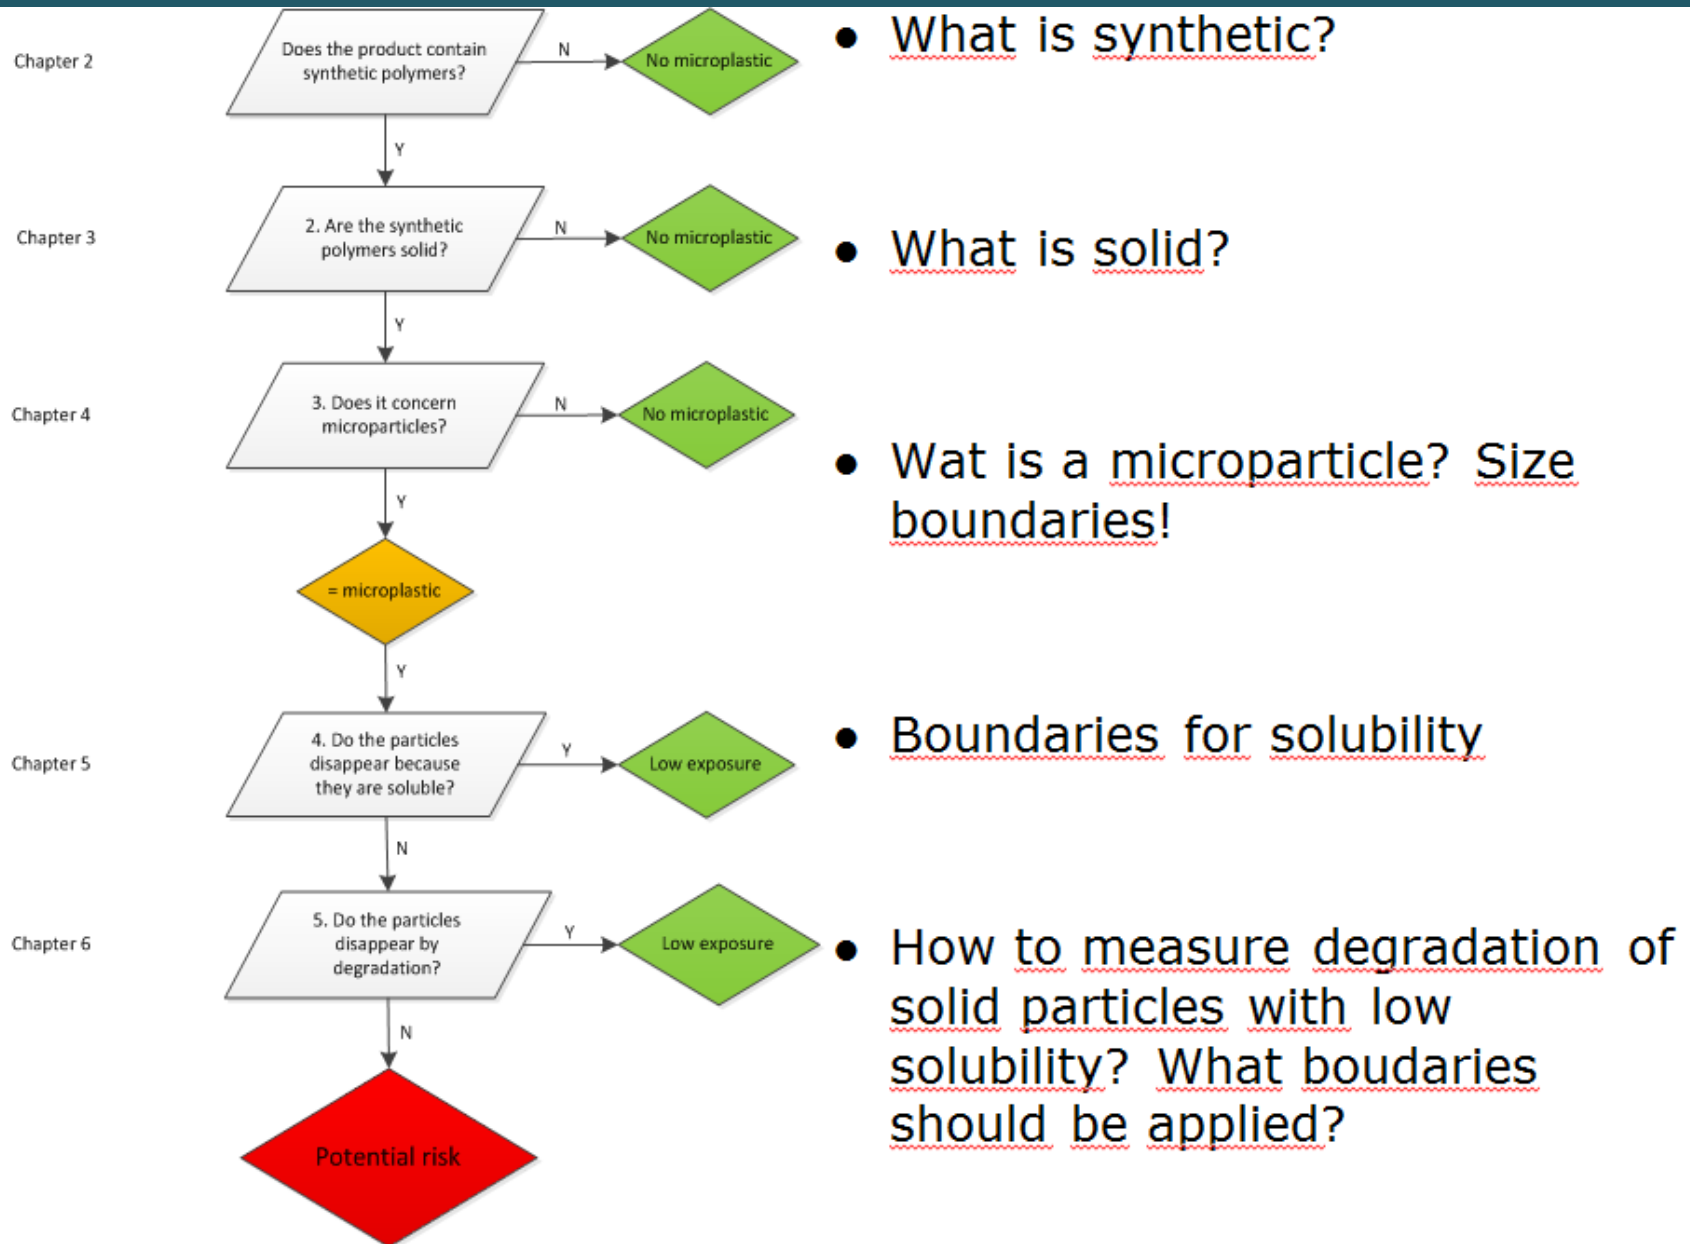 Chapter 2
Does the product contain
synthetic polymers?
N
No microplastic
● What is synthetic?
Y
Chapter 3
2. Are the synthetic
polymers solid?
N
No microplastic
● What is solid?
Y
Chapter 4
3. Does it concern
microparticles?
N
No microplastic
● Wat is a microparticle? Size
boundaries!
Y
= microplastic
Y
Chapter 5
4. Do the particles
disappear because
they are soluble?
Y
Low exposure
● Boundaries for solubility
N
Chapter 6
5. Do the particles
disappear by
degradation?
Y
Low exposure
● How to measure degradation of
solid particles with low
solubility? What boudaries
should be applied?
N
Potential risk